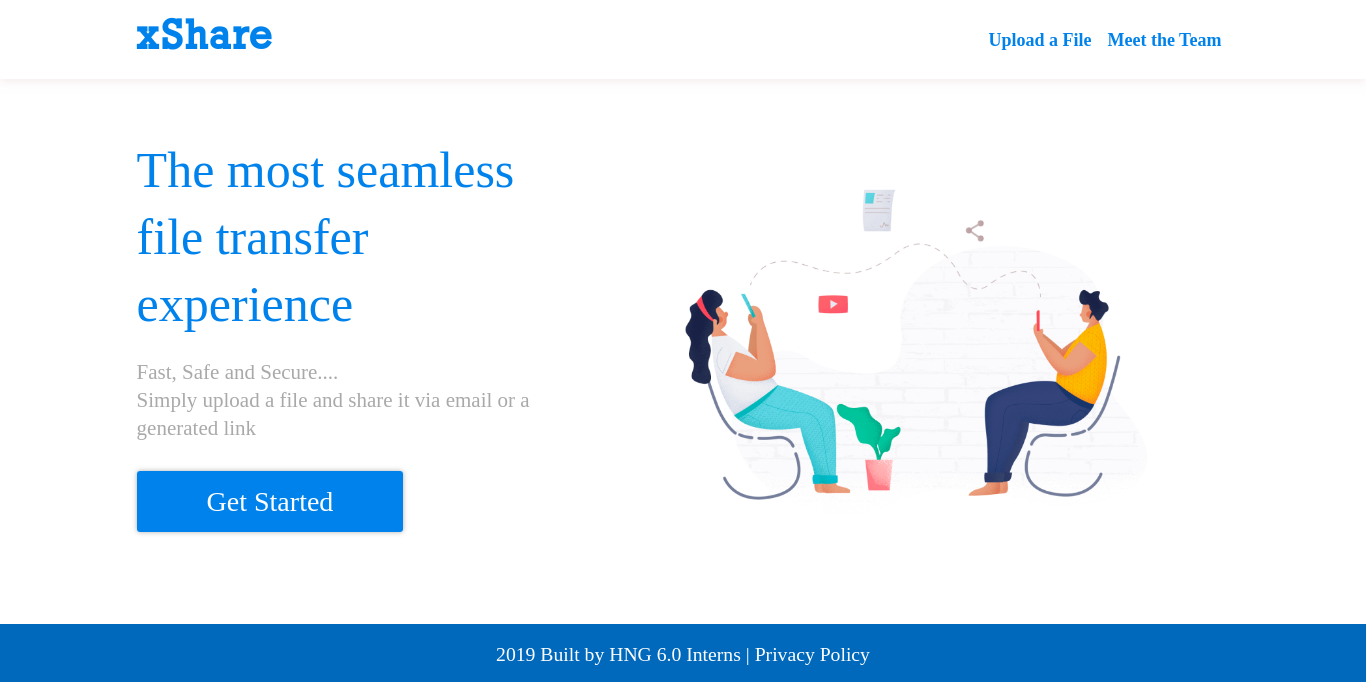 xShare
Upload a File
Meet the Team
The most seamless
file transfer
experience
Fast, Safe and Secure....
Simply upload a file and share it via email or a
generated link
Get Started
2019 Built by HNG 6.0 Interns | Privacy Policy